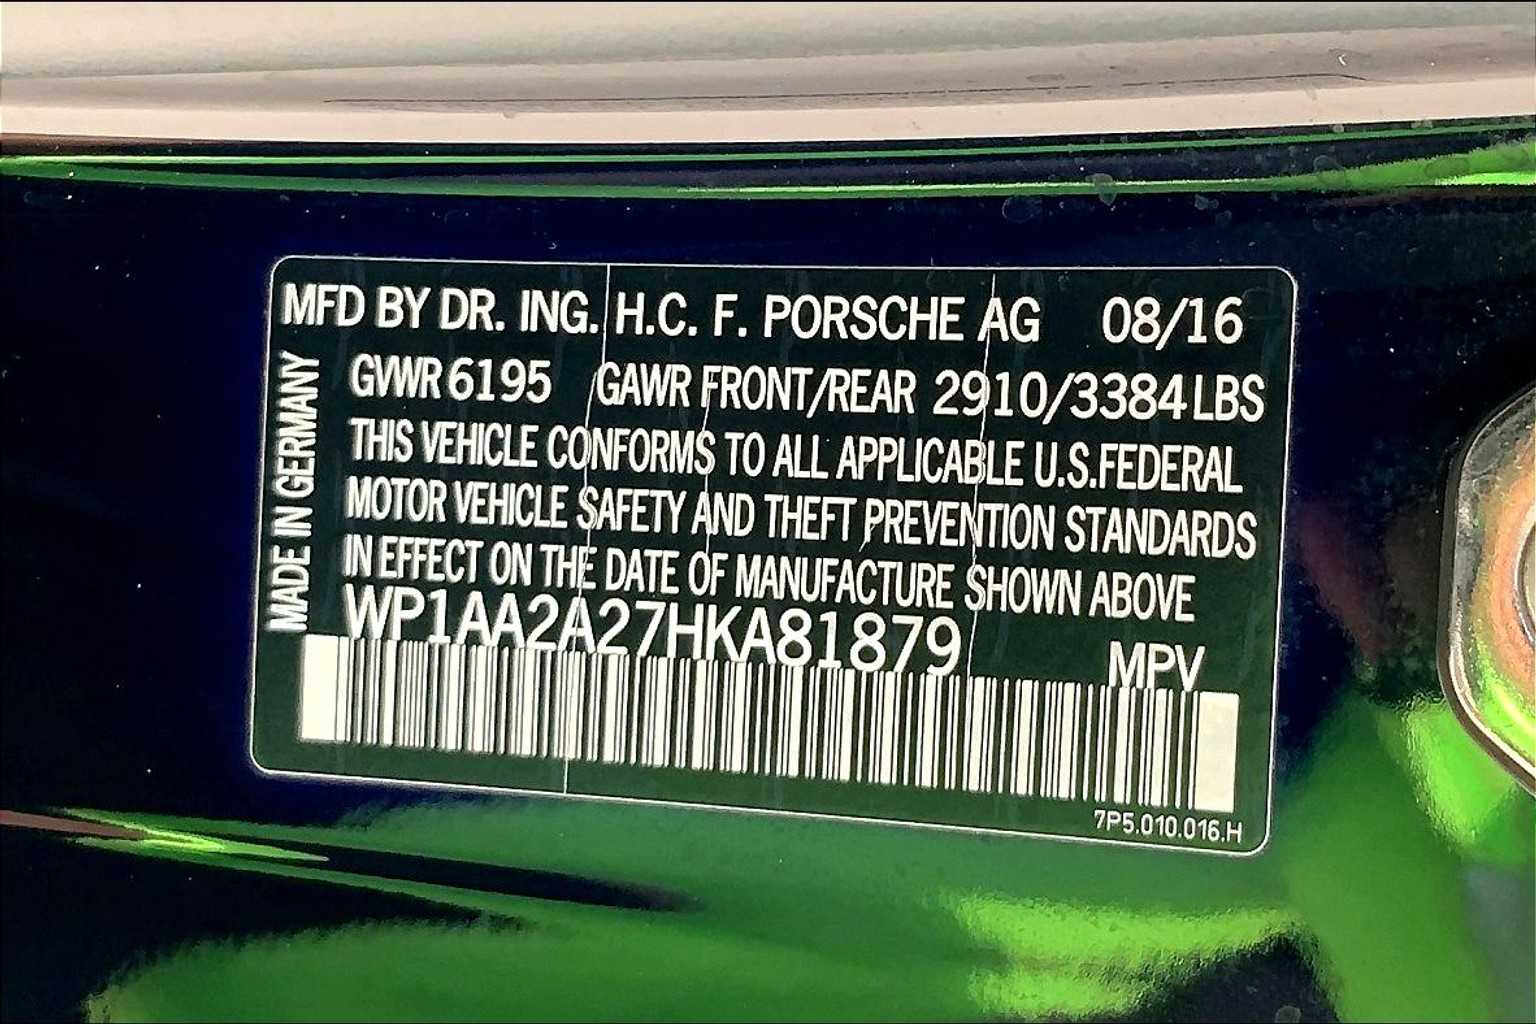 MFD BY DR. ING. H.C. F. PORSCHE AG 08/16
GVWR 6195 GAWR FRONT/REAR 2910/3384 LBS
THIS VEHICLE CONFORMS TO ALL APPLICABLE U.S.FEDERAL
MOTOR VEHICLE SAFETY AND THEFT PREVENTION STANDARDS
IN EFFECT ON THE DATE OF MANUFACTURE SHOWN ABOVE
WP1AA2A27HKA81879 MPV
MADE IN GERMANY
7P5.010.016.H